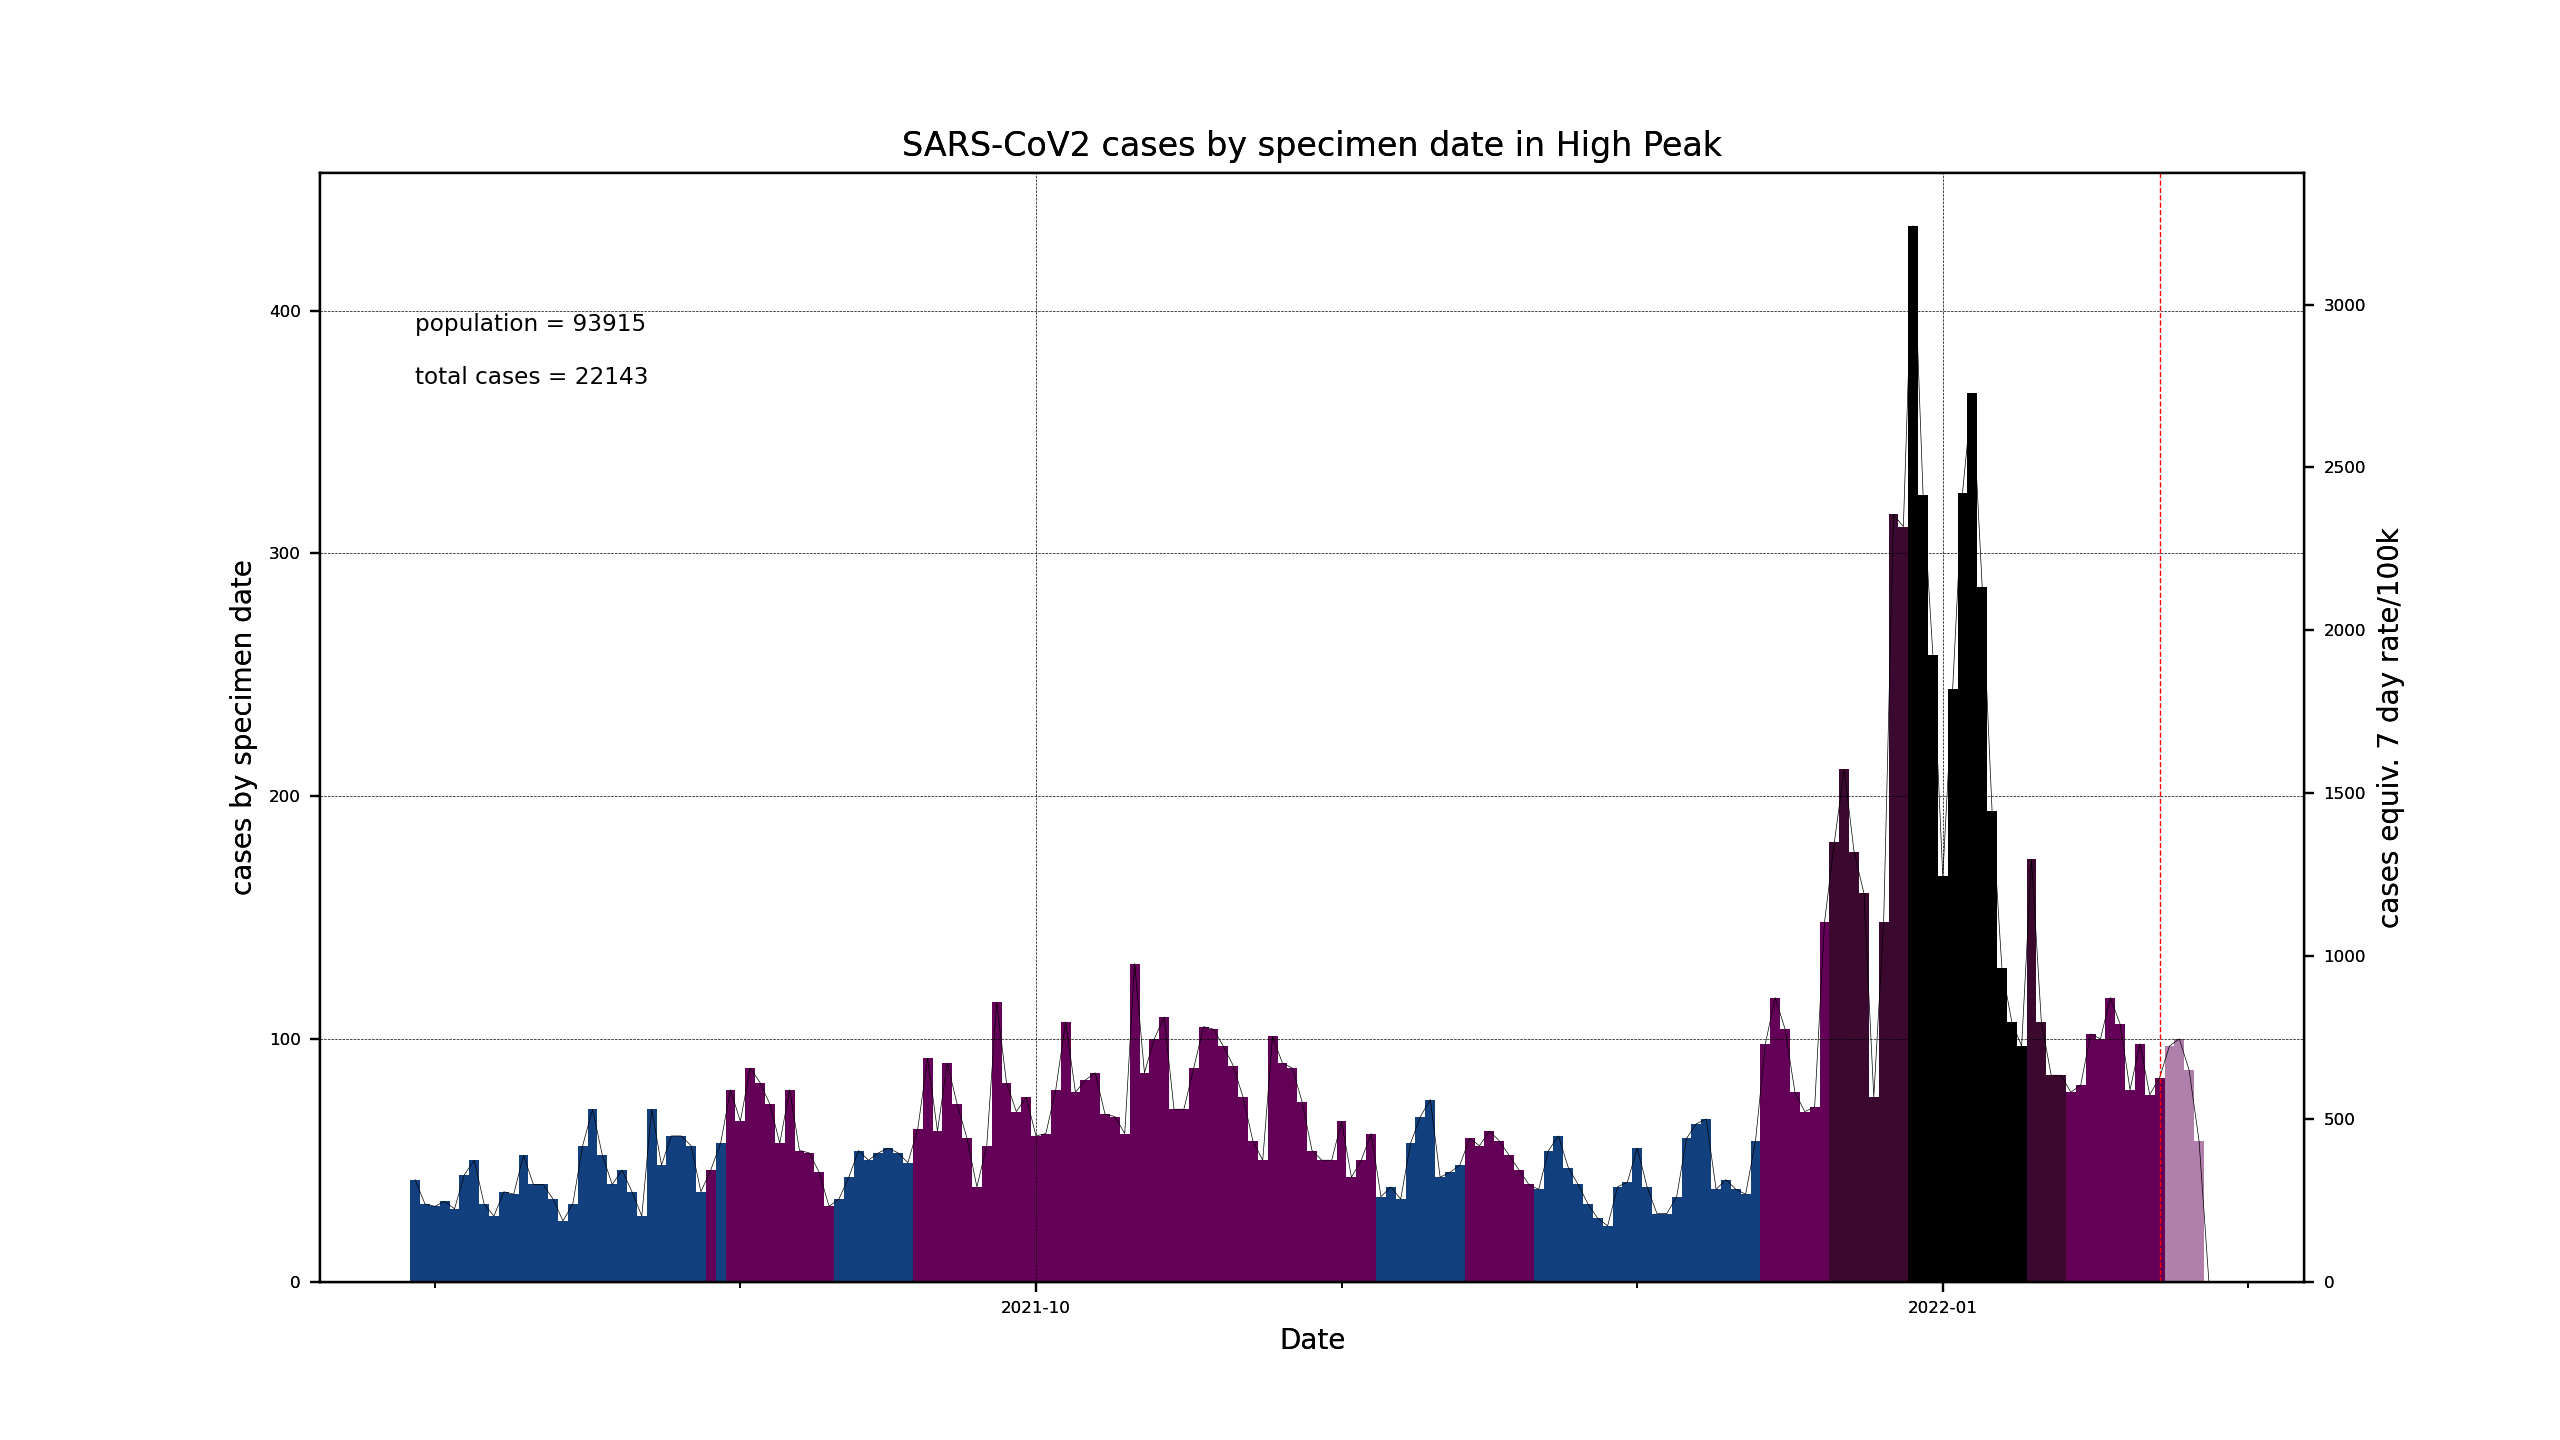 SARS-CoV2 cases by specimen date in High Peak
population = 93915
total cases = 22143
cases by specimen date
400
300
200
100
0
3000
2500
2000
1500
1000
500
0
cases equiv. 7 day rate/100k
2021-10
2022-01
Date